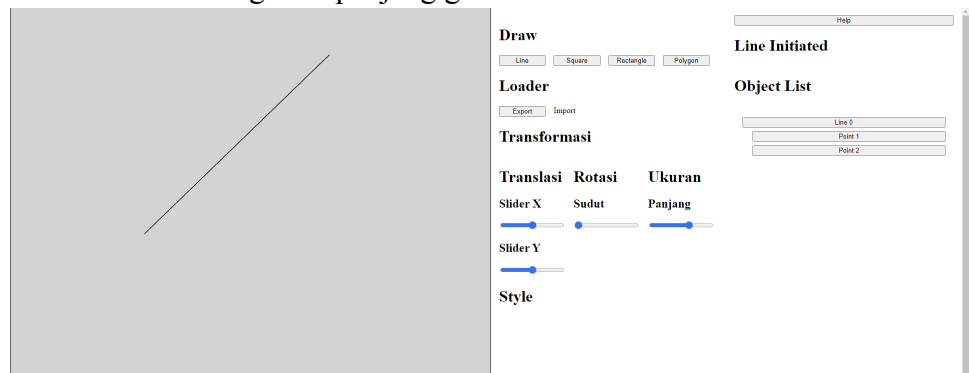 Draw
Line
Square
Rectangle
Polygon
Loader
Export
Import
Transformasi
Translasi
Rotasi
Ukuran
Slider X
Sudut
Panjang
Slider Y
Style
Help
Line Initiated
Object List
Line 0
Point 1
Point 2